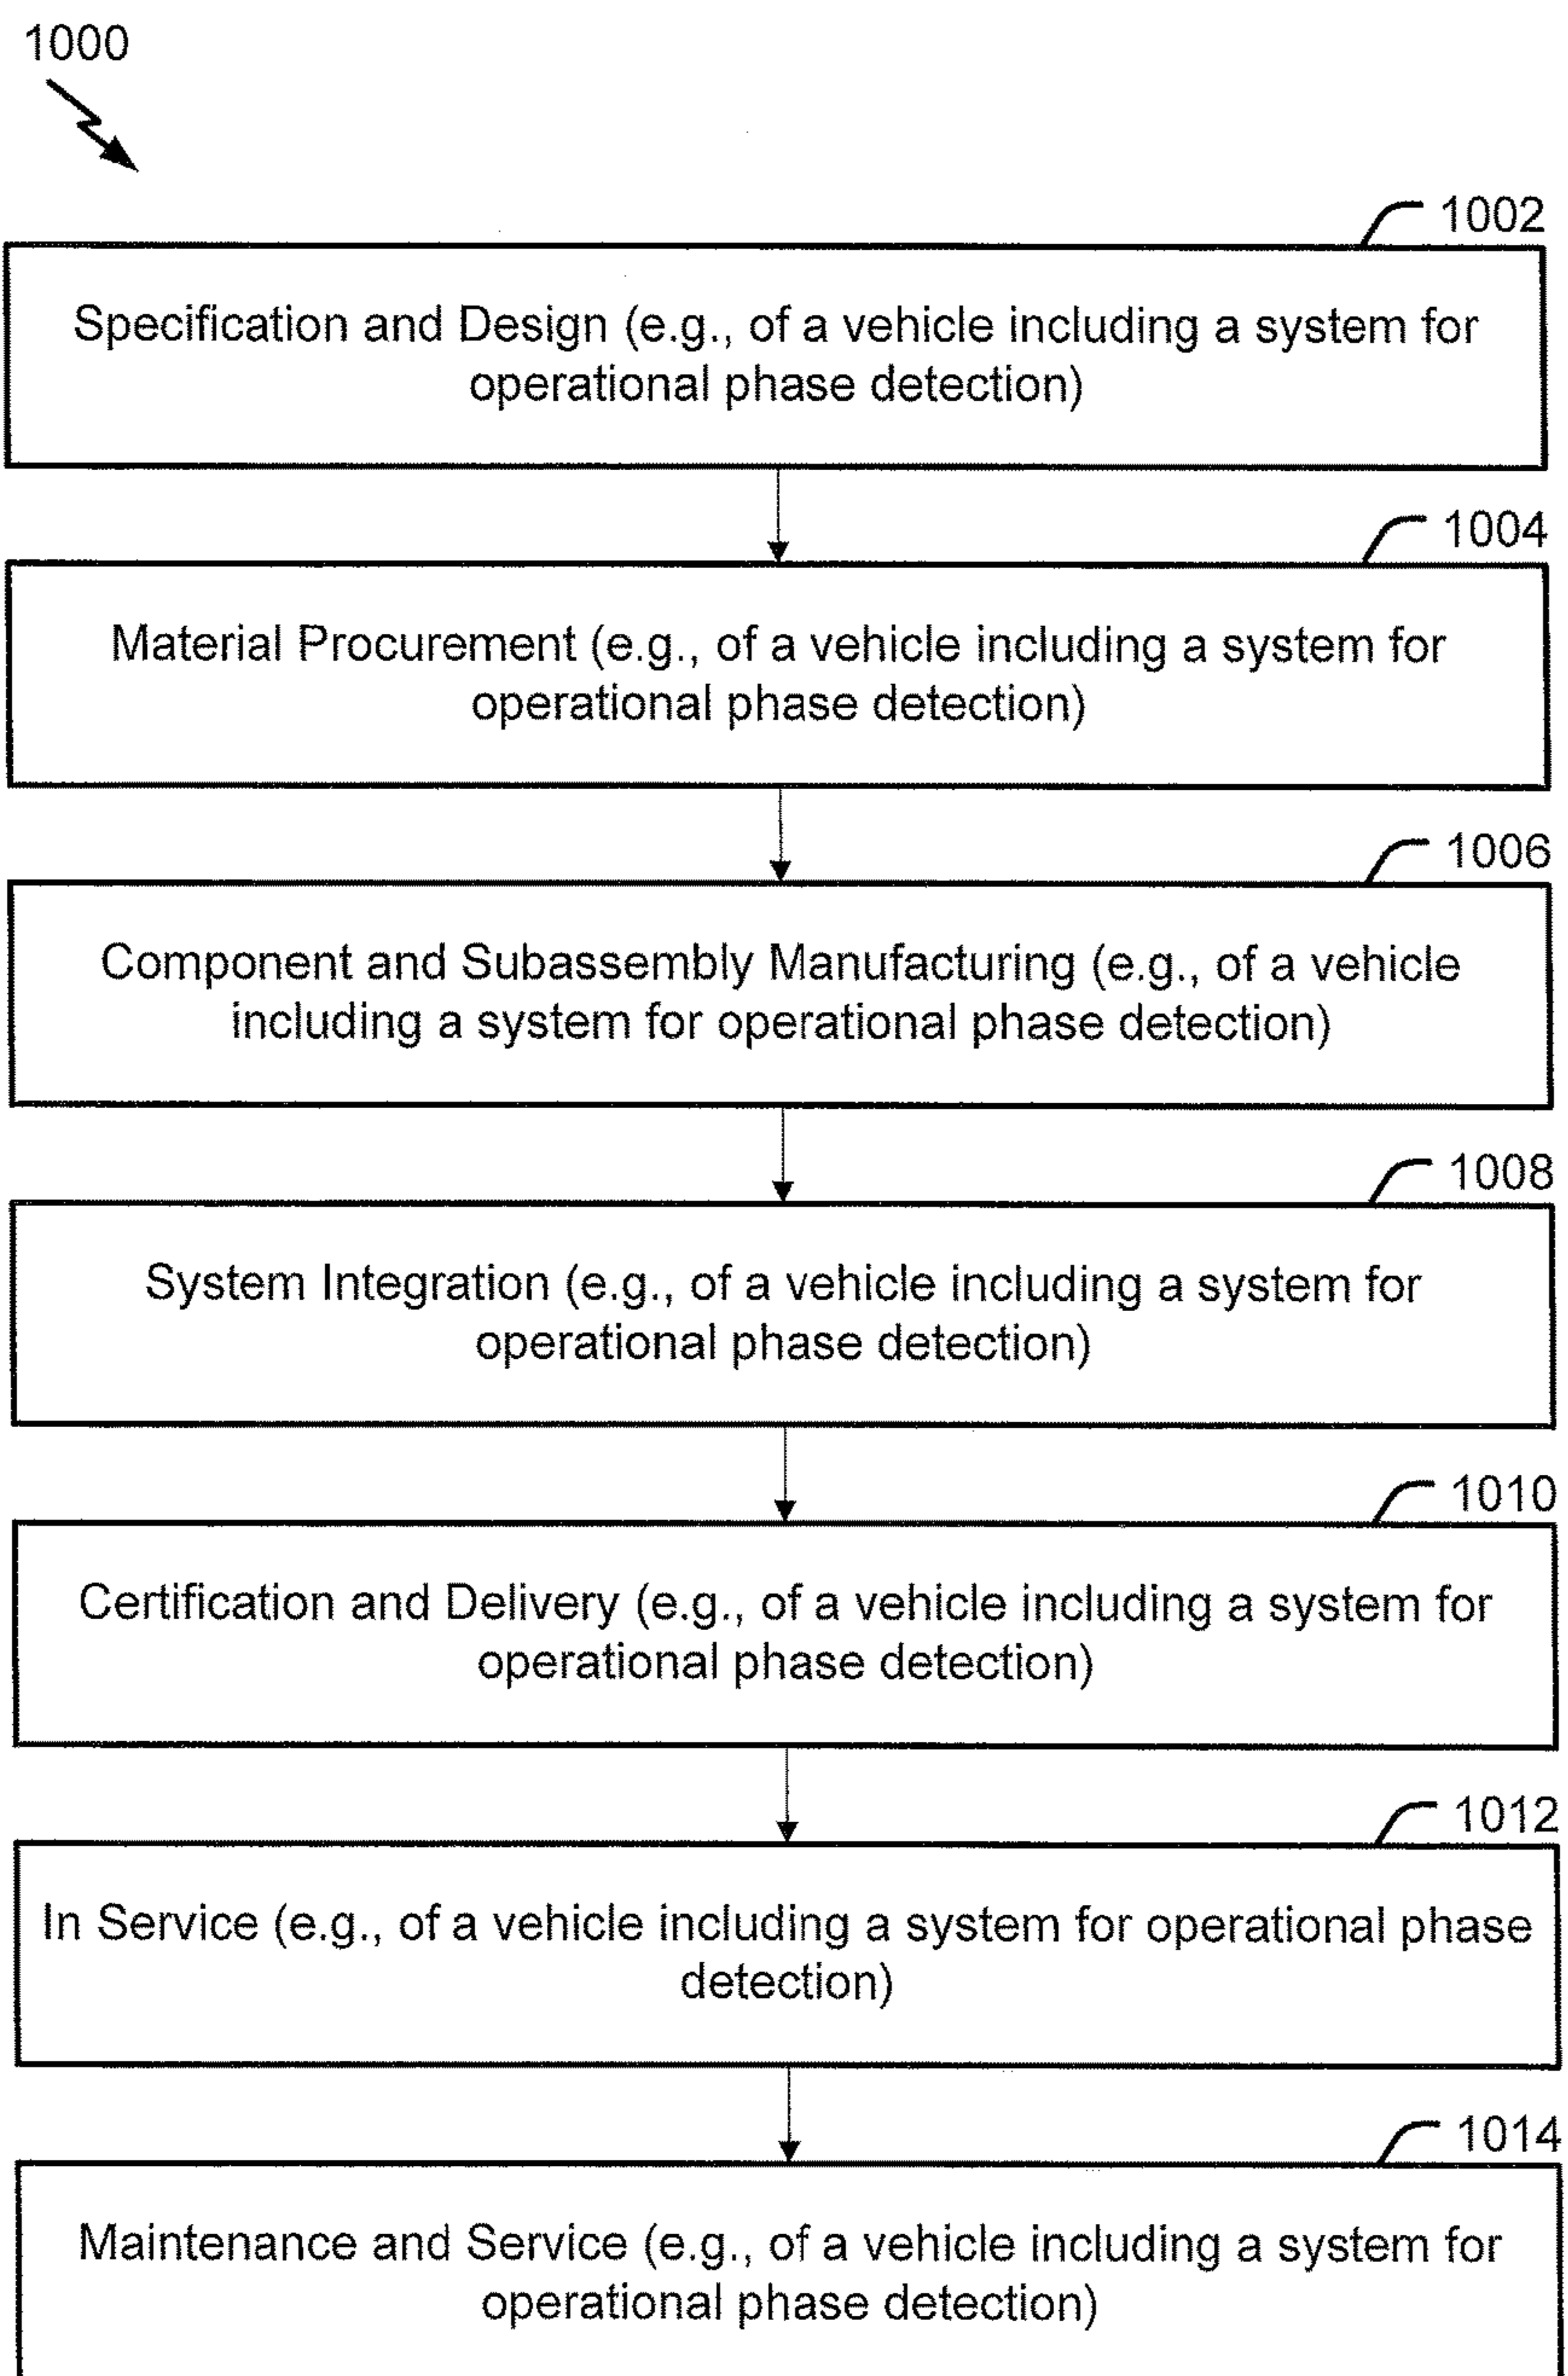 1000
1002
Specification and Design (e.g., of a vehicle including a system for
operational phase detection)
1004
Material Procurement (e.g., of a vehicle including a system for
operational phase detection)
1006
Component and Subassembly Manufacturing (e.g., of a vehicle
including a system for operational phase detection)
1008
System Integration (e.g., of a vehicle including a system for
operational phase detection)
1010
Certification and Delivery (e.g., of a vehicle including a system for
operational phase detection)
1012
In Service (e.g., of a vehicle including a system for operational phase
detection)
1014
Maintenance and Service (e.g., of a vehicle including a system for
operational phase detection)